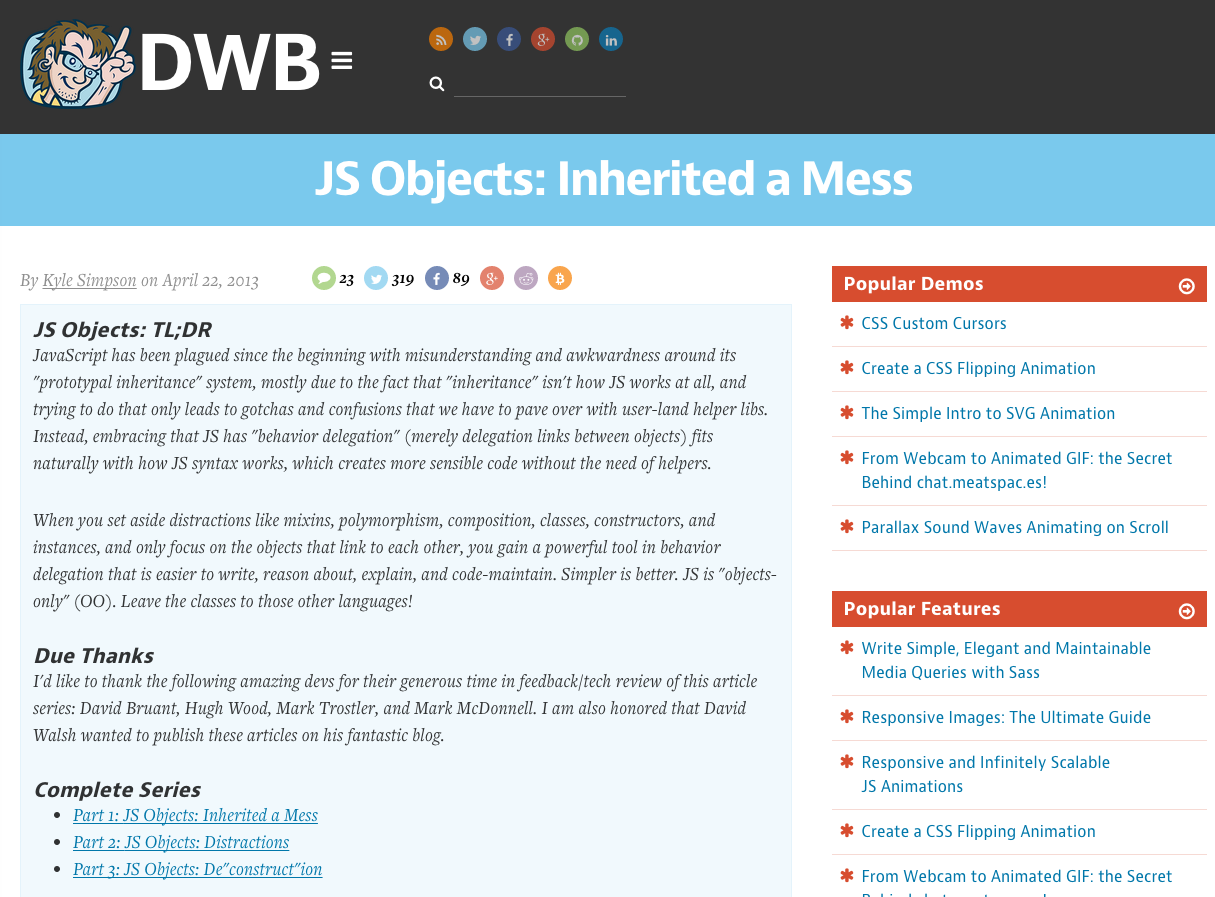 DWB
JS Objects: Inherited a Mess
By Kyle Simpson on April 22, 2013
23 319 89
JS Objects: TL;DR
JavaScript has been plagued since the beginning with misunderstanding and awkwardness around its
"prototypal inheritance" system, mostly due to the fact that "inheritance" isn't how JS works at all, and
trying to do that only leads to gotchas and confusions that we have to pave over with user-land helper libs.
Instead, embracing that JS has "behavior delegation" (merely delegation links between objects) fits
naturally with how JS syntax works, which creates more sensible code without the need of helpers.
When you set aside distractions like mixins, polymorphism, composition, classes, constructors, and
instances, and only focus on the objects that link to each other, you gain a powerful tool in behavior
delegation that is easier to write, reason about, explain, and code-maintain. Simpler is better. JS is "objects-
only" (OO). Leave the classes to those other languages!
Due Thanks
I'd like to thank the following amazing devs for their generous time in feedback/tech review of this article
series: David Bruant, Hugh Wood, Mark Trostler, and Mark McDonnell. I am also honored that David
Walsh wanted to publish these articles on his fantastic blog.
Complete Series
Part 1: JS Objects: Inherited a Mess
Part 2: JS Objects: Distractions
Part 3: JS Objects: De"construct"ion
Popular Demos
CSS Custom Cursors
Create a CSS Flipping Animation
The Simple Intro to SVG Animation
From Webcam to Animated GIF: the Secret
Behind chat.meatspac.es!
Parallax Sound Waves Animating on Scroll
Popular Features
Write Simple, Elegant and Maintainable
Media Queries with Sass
Responsive Images: The Ultimate Guide
Responsive and Infinitely Scalable
JS Animations
Create a CSS Flipping Animation
From Webcam to Animated GIF: the Secret